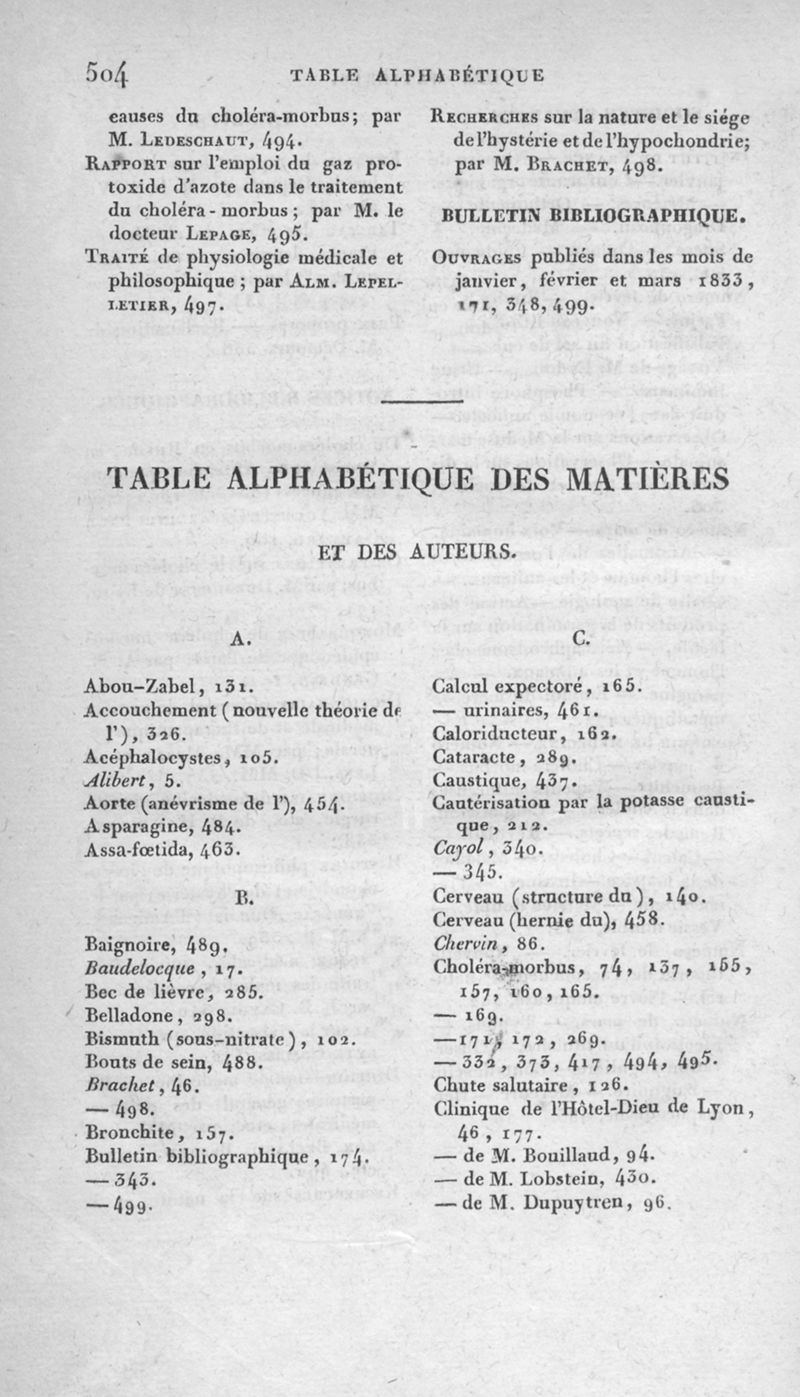 504 TABLE ALPHABÉTIQUE
causes du choléra-morbus; par
M. LEDESCHAUT, 494.
RAPPORT sur l'emploi du gaz pro-
toxide d'azote dans le traitement
du choléra-morbus; par M. le
docteur LEPAGE, 495.
TRAITÉ de physiologie médicale et
philosophique; par ALM. LEPEL-
LETIER, 497.
RECHERCHES sur la nature et le siége
de l'hystérie et de l'hypochondrie;
par M. BRACHET, 498.
BULLETIN BIBLIOGRAPHIQUE.
OUVRAGES publiés dans les mois de
janvier, février et mars 1833,
171, 348, 499.
TABLE ALPHABÉTIQUE DES MATIÈRES
ET DES AUTEURS.
A.
Abou-Zabel, 131.
Accouchement (nouvelle théorie de
l'), 326.
Acéphalocystes, 105.
Alibert, 5.
Aorte (anévrisme de l'), 454.
Asparagine, 484.
Assa-fœtida, 463.
B.
Baignoire, 489.
Baudelocque, 17.
Bec de lièvre, 285.
Belladone, 298.
Bismuth (sous-nitrate), 102.
Bouts de sein, 488.
Brachet, 46.
— 498.
Bronchite, 157.
Bulletin bibliographique, 174.
— 343.
— 499.
C.
Calcul expectoré, 165.
— urinaires, 461.
Caloriducteur, 162.
Cataracte, 289.
Caustique, 437.
Cautérisation par la potasse causti-
que, 212.
Cayol, 340.
— 345.
Cerveau (structure du), 140.
Cerveau (hernie du), 458.
Chervin, 86.
Choléra-morbus, 74, 137, 155,
157, 160, 165.
— 169.
— 171, 172, 269.
— 332, 373, 417, 494, 495.
Chute salutaire, 126.
Clinique de l'Hôtel-Dieu de Lyon,
46, 177.
— de M. Bouillaud, 94.
— de M. Lobstein, 430.
— de M. Dupuytren, 96.